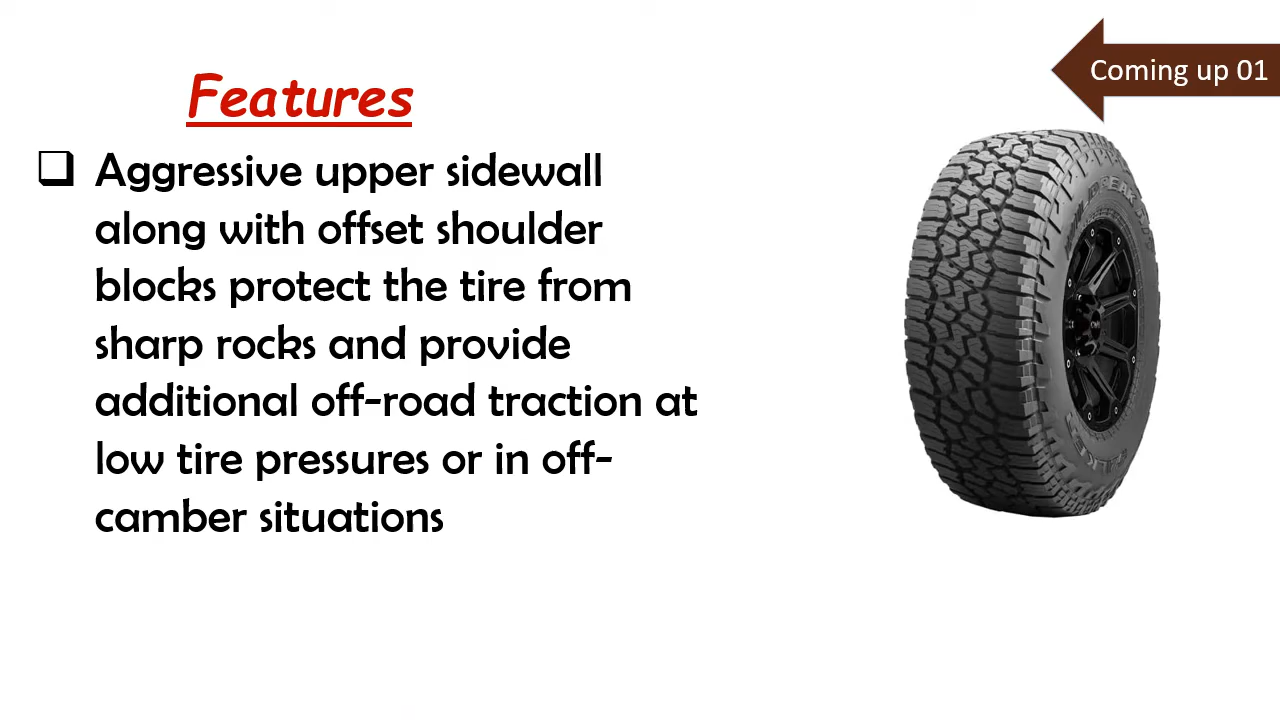 Coming up 01
Features
Aggressive upper sidewall
along with offset shoulder
blocks protect the tire from
sharp rocks and provide
additional off-road traction at
low tire pressures or in off-
camber situations